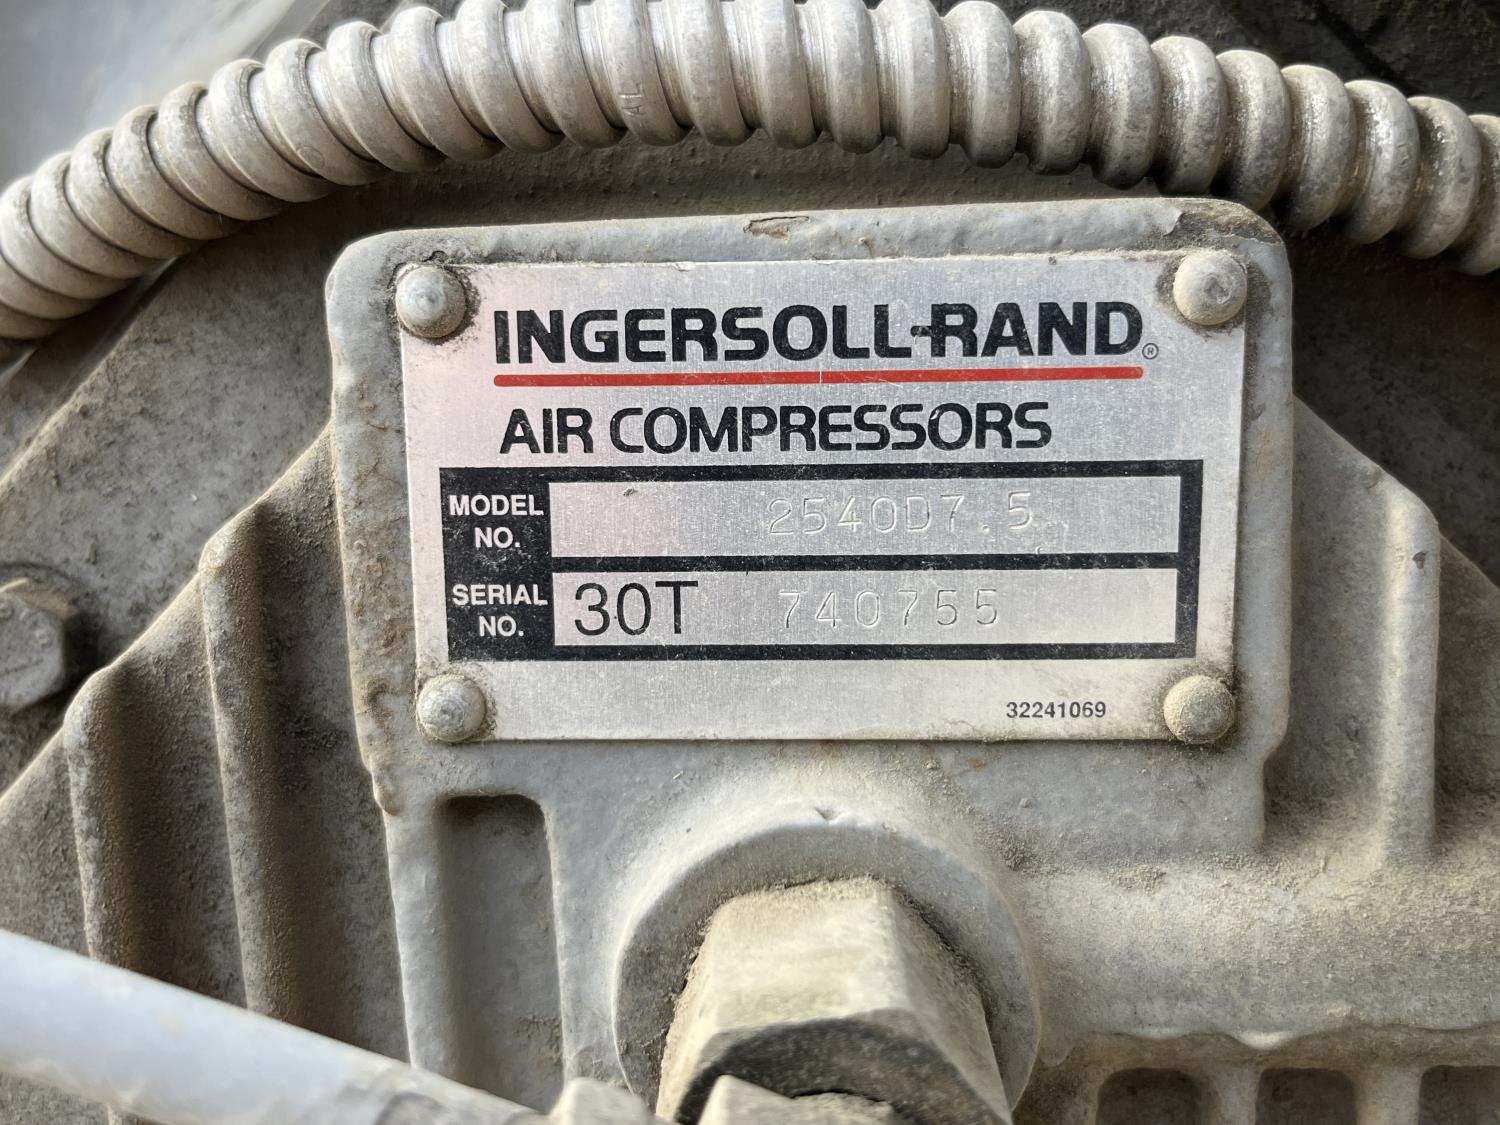 INGERSOLL-RAND®
AIR COMPRESSORS
MODEL NO. 2540D7.5
SERIAL NO. 30T 740755
32241069